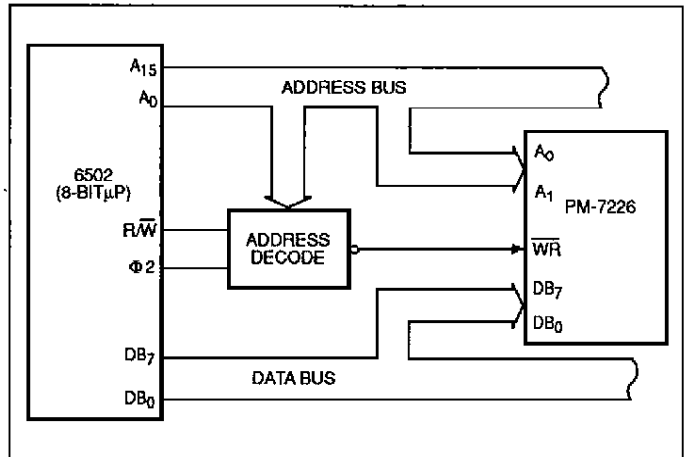 A15
A0
ADDRESS BUS
6502
(8-BITμP)
R/W̅
Φ2
ADDRESS
DECODE
DB7
DB0
DATA BUS
A0
A1
PM-7226
W̅R̅
DB7
DB0